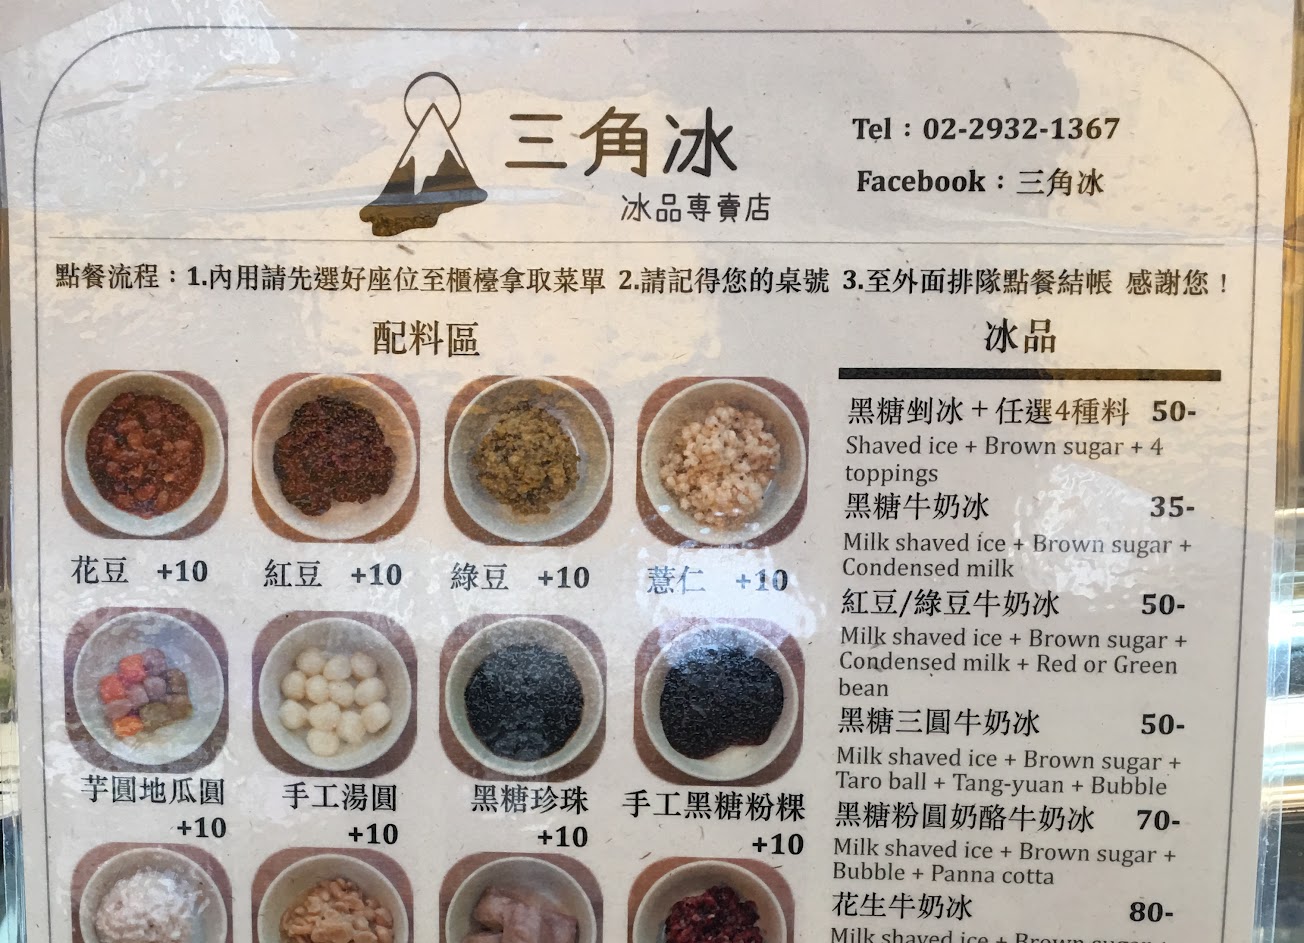 三角冰
冰品専賣店
Tel：02-2932-1367
Facebook：三角冰
點餐流程：1.內用請先選好座位至櫃檯拿取菜單 2.請記得您的桌號 3.至外面排隊點餐結帳 感謝您！
配料區
花豆 +10
紅豆 +10
綠豆 +10
薏仁 +10
芋圓地瓜圓
+10
手工湯圓
+10
黑糖珍珠
+10
手工黑糖粉粿
+10
冰品
黑糖剉冰＋任選4種料 50-
Shaved ice + Brown sugar + 4
toppings
黑糖牛奶冰 35-
Milk shaved ice + Brown sugar +
Condensed milk
紅豆/綠豆牛奶冰 50-
Milk shaved ice + Brown sugar +
Condensed milk + Red or Green
bean
黑糖三圓牛奶冰 50-
Milk shaved ice + Brown sugar +
Taro ball + Tang-yuan + Bubble
黑糖粉圓奶酪牛奶冰 70-
Milk shaved ice + Brown sugar +
Bubble + Panna cotta
花生牛奶冰 80-
Milk shaved ice + Brown sugar